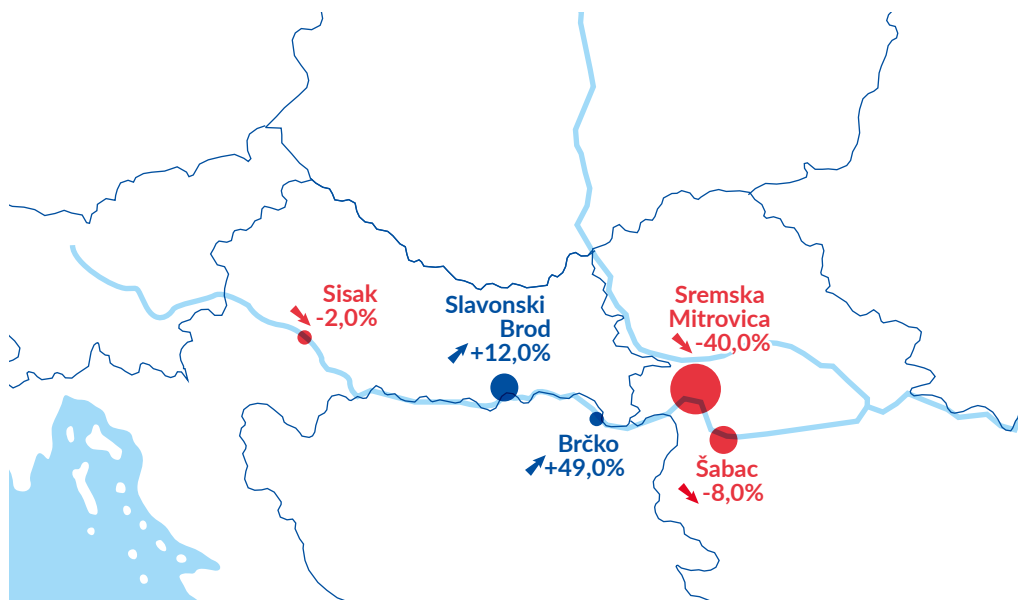 Sisak
-2,0%
Slavonski
Brod
+12,0%
Brčko
+49,0%
Sremska
Mitrovica
-40,0%
Šabac
-8,0%